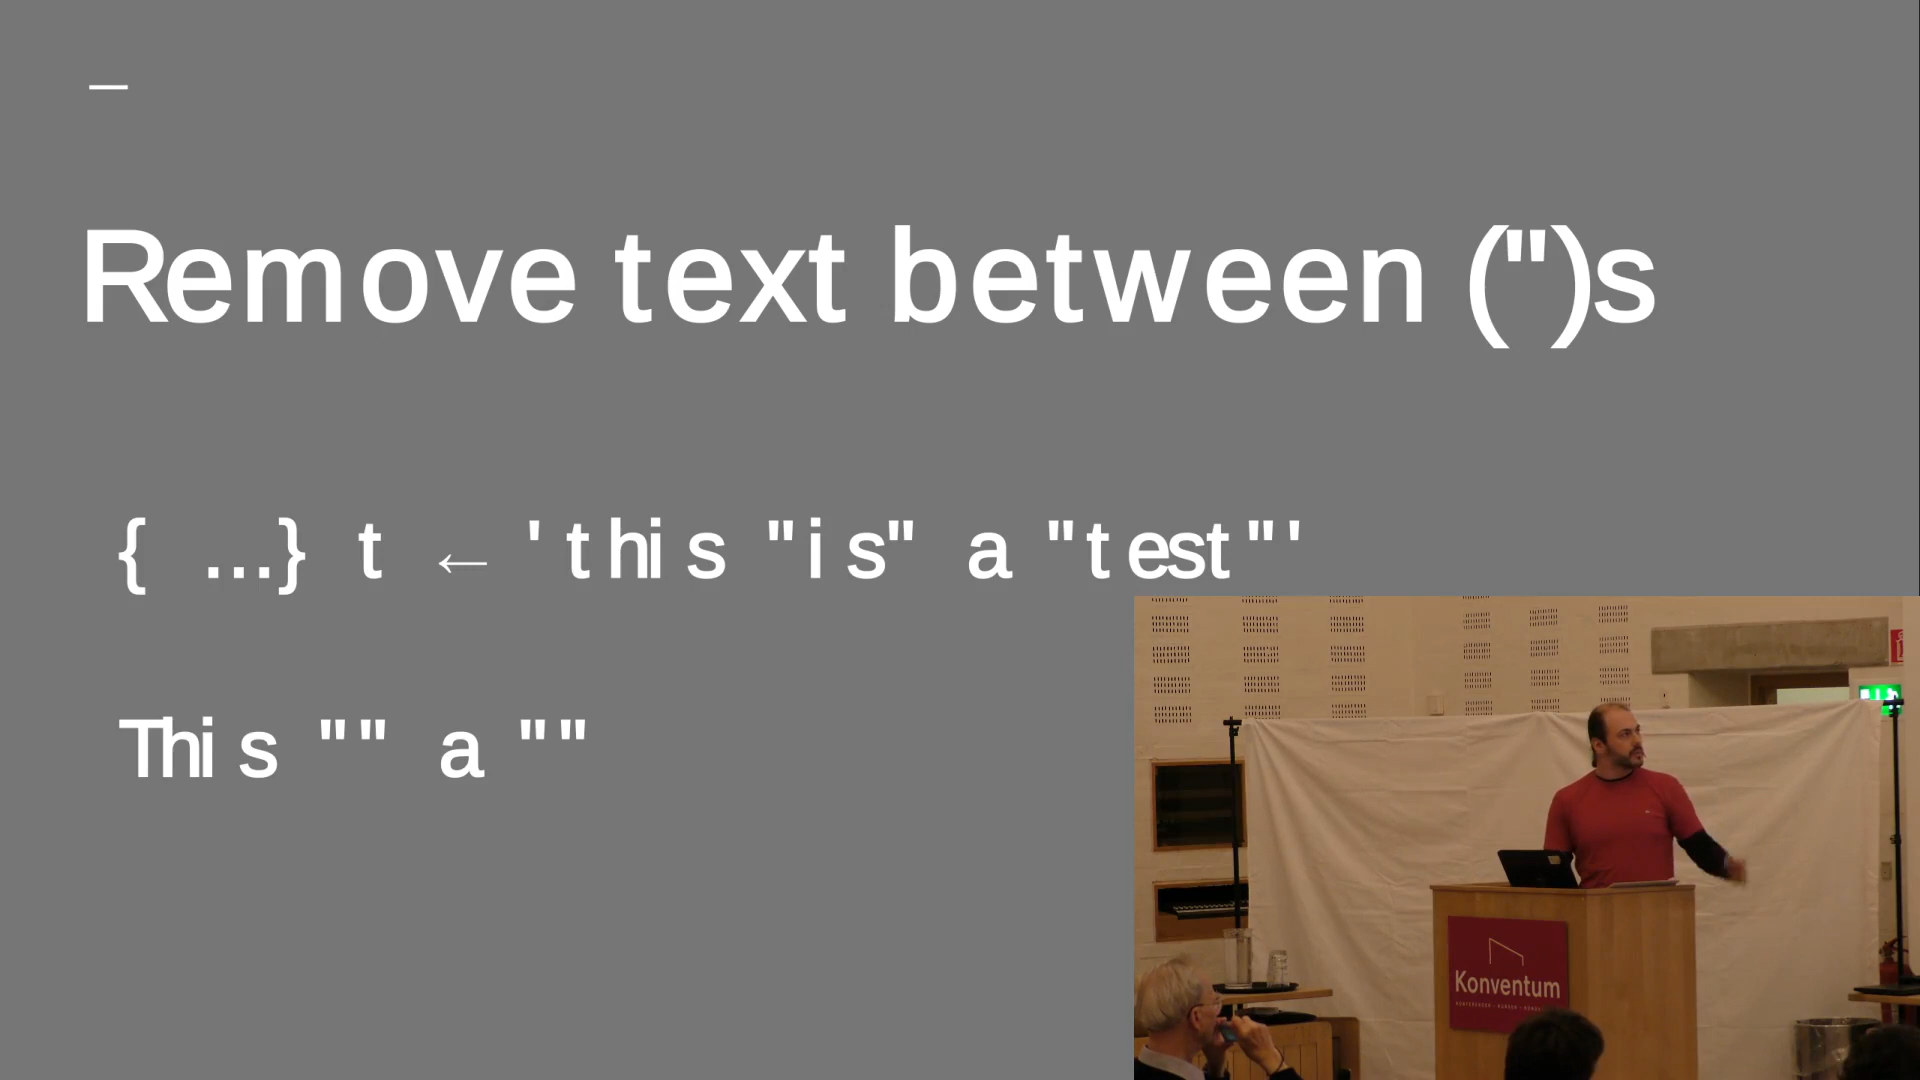 Remove text between (")s
{ ...} t ← 'this "is" a "test"'
This "" a ""
Konventum